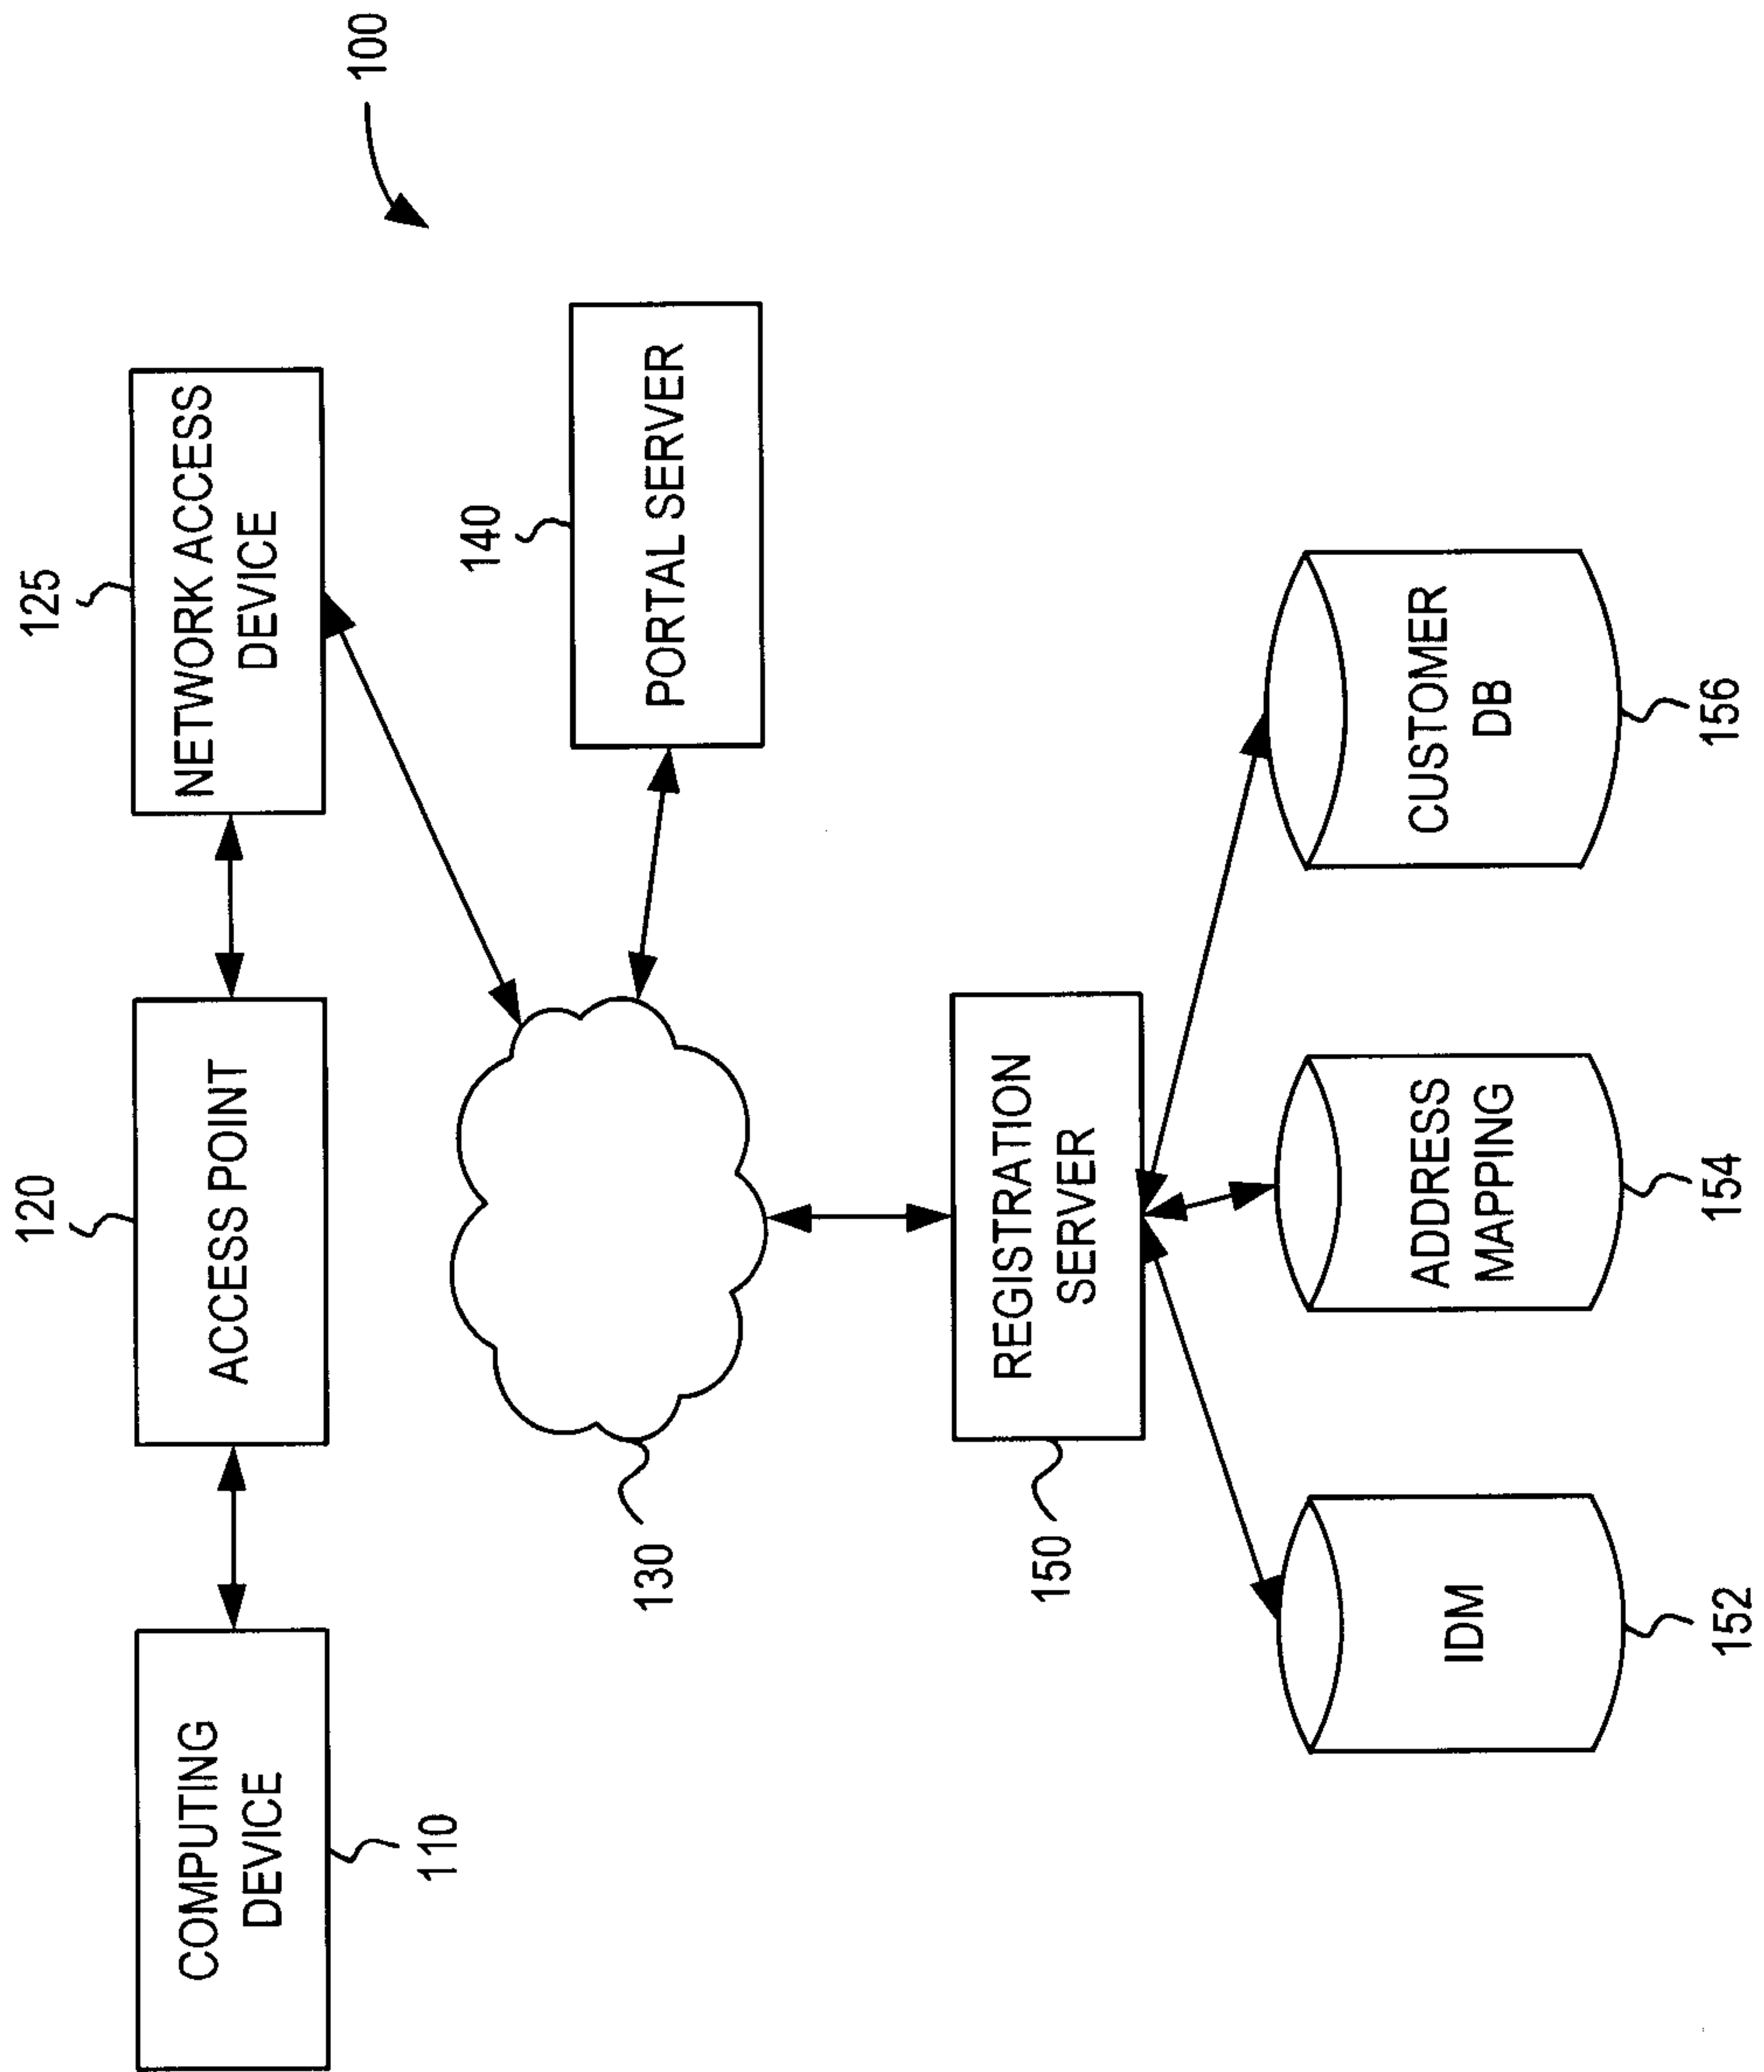 100
120
125
COMPUTING
DEVICE
ACCESS POINT
NETWORK ACCESS
DEVICE
110
140
PORTAL SERVER
130
150
REGISTRATION
SERVER
IDM
ADDRESS
MAPPING
CUSTOMER
DB
152
154
156